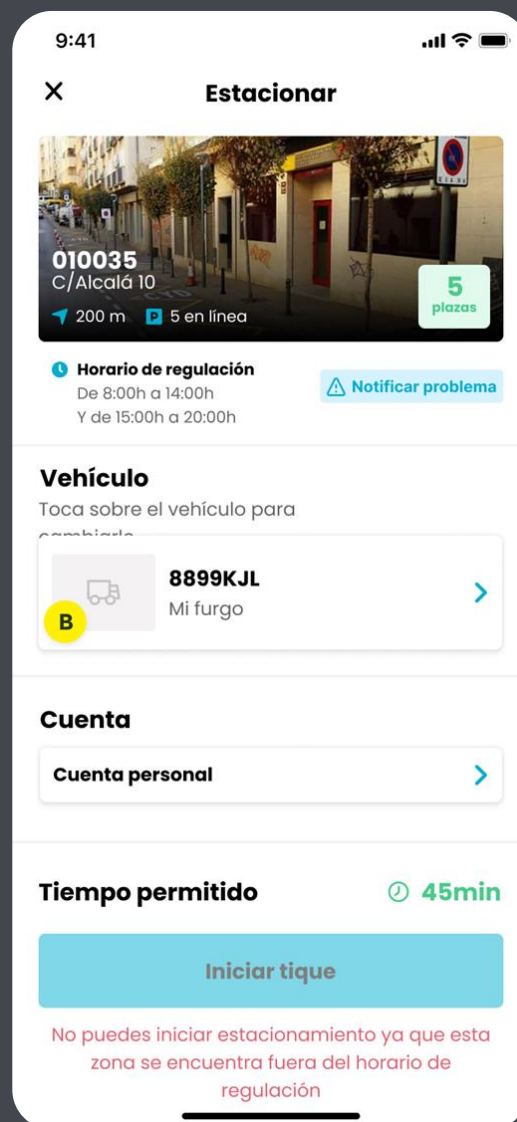 9:41
Estacionar
010035
C/Alcalá 10
200 m P 5 en línea
5
plazas
Horario de regulación
De 8:00h a 14:00h
Y de 15:00h a 20:00h
Notificar problema
Vehículo
Toca sobre el vehículo para
cambiarlo
8899KJL
B
Mi furgo
Cuenta
Cuenta personal
Tiempo permitido
45min
Iniciar tique
No puedes iniciar estacionamiento ya que esta
zona se encuentra fuera del horario de
regulación